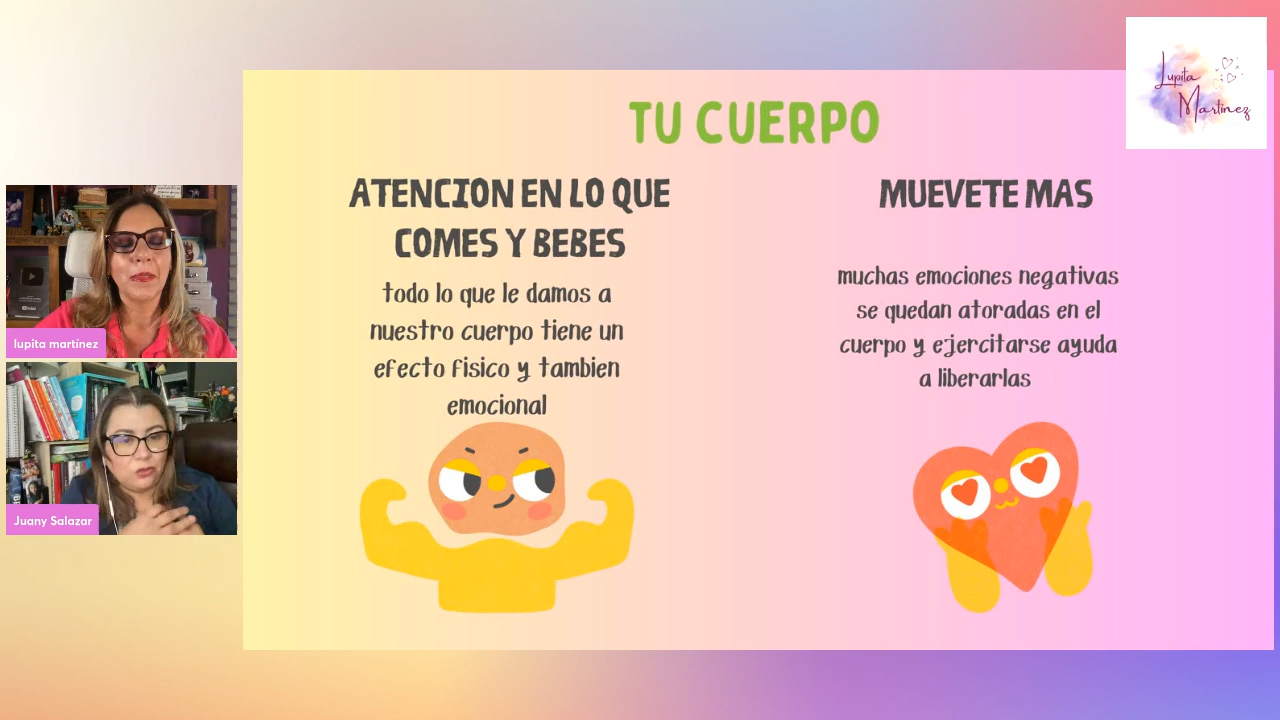 Lupita
Martínez
TU CUERPO
ATENCION EN LO QUE
COMES Y BEBES
todo lo que le damos a
nuestro cuerpo tiene un
efecto fisico y tambien
emocional
MUEVETE MAS
muchas emociones negativas
se quedan atoradas en el
cuerpo y ejercitarse ayuda
a liberarlas
lupita martínez
Juany Salazar